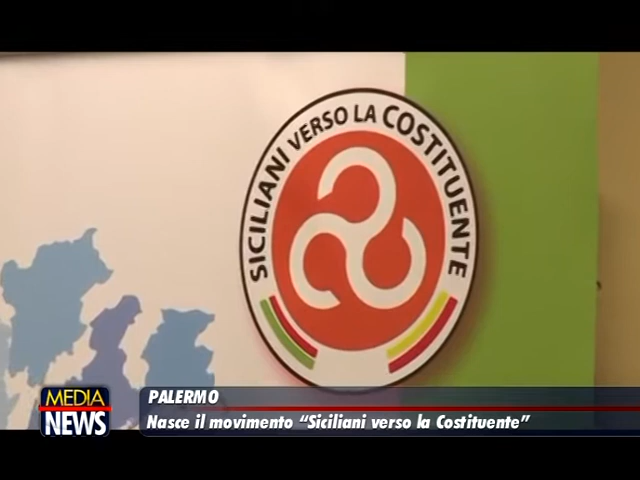 SICILIANI VERSO LA COSTITUENTE
MEDIA
NEWS
PALERMO
Nasce il movimento “Siciliani verso la Costituente”